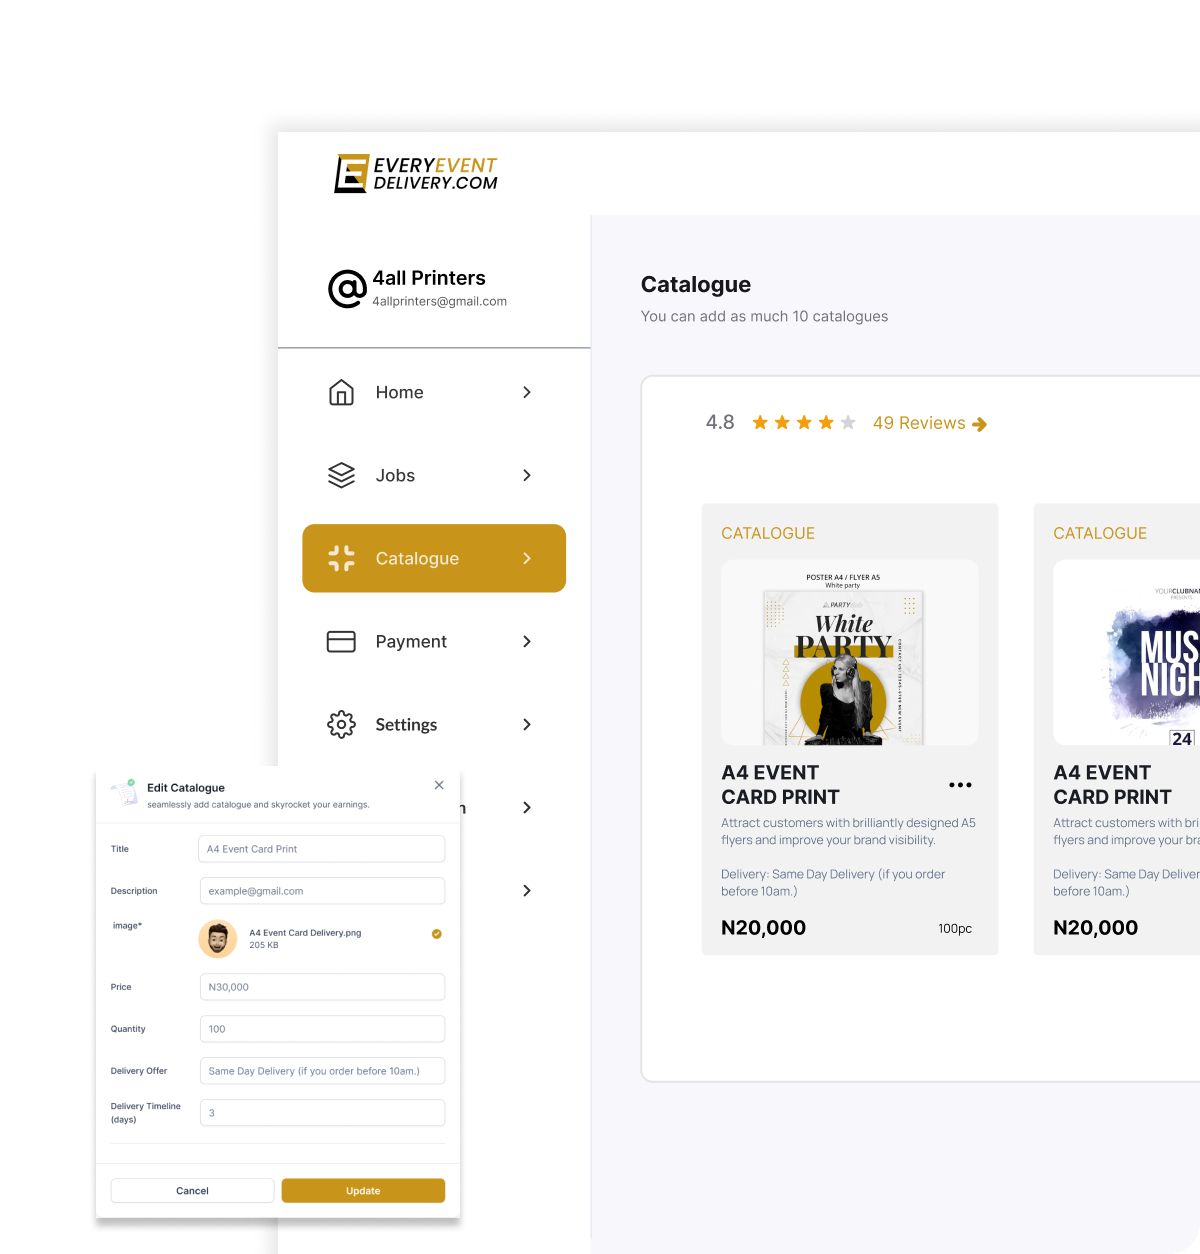 EVERYEVENT
DELIVERY.COM
4all Printers
4allprinters@gmail.com
Home
Jobs
Catalogue
Payment
Settings
n
Catalogue
You can add as much 10 catalogues
4.8
49 Reviews
CATALOGUE
POSTER A4 / FLYER A5
White party
PARTY
White
PARTY
A4 EVENT
CARD PRINT
Attract customers with brilliantly designed A5
flyers and improve your brand visibility.
Delivery: Same Day Delivery (if you order
before 10am.)
N20,000
100pc
CATALOGUE
YOURCLUBNA
PRESENTS
MUS
NIGH
24
A4 EVENT
CARD PRINT
Attract customers with bri
flyers and improve your bra
Delivery: Same Day Deliver
before 10am.)
N20,000
Edit Catalogue
seamlessly add catalogue and skyrocket your earnings.
Title
A4 Event Card Print
Description
example@gmail.com
image*
A4 Event Card Delivery.png
205 KB
Price
N30,000
Quantity
100
Delivery Offer
Same Day Delivery (if you order before 10am.)
Delivery Timeline
(days)
3
Cancel
Update